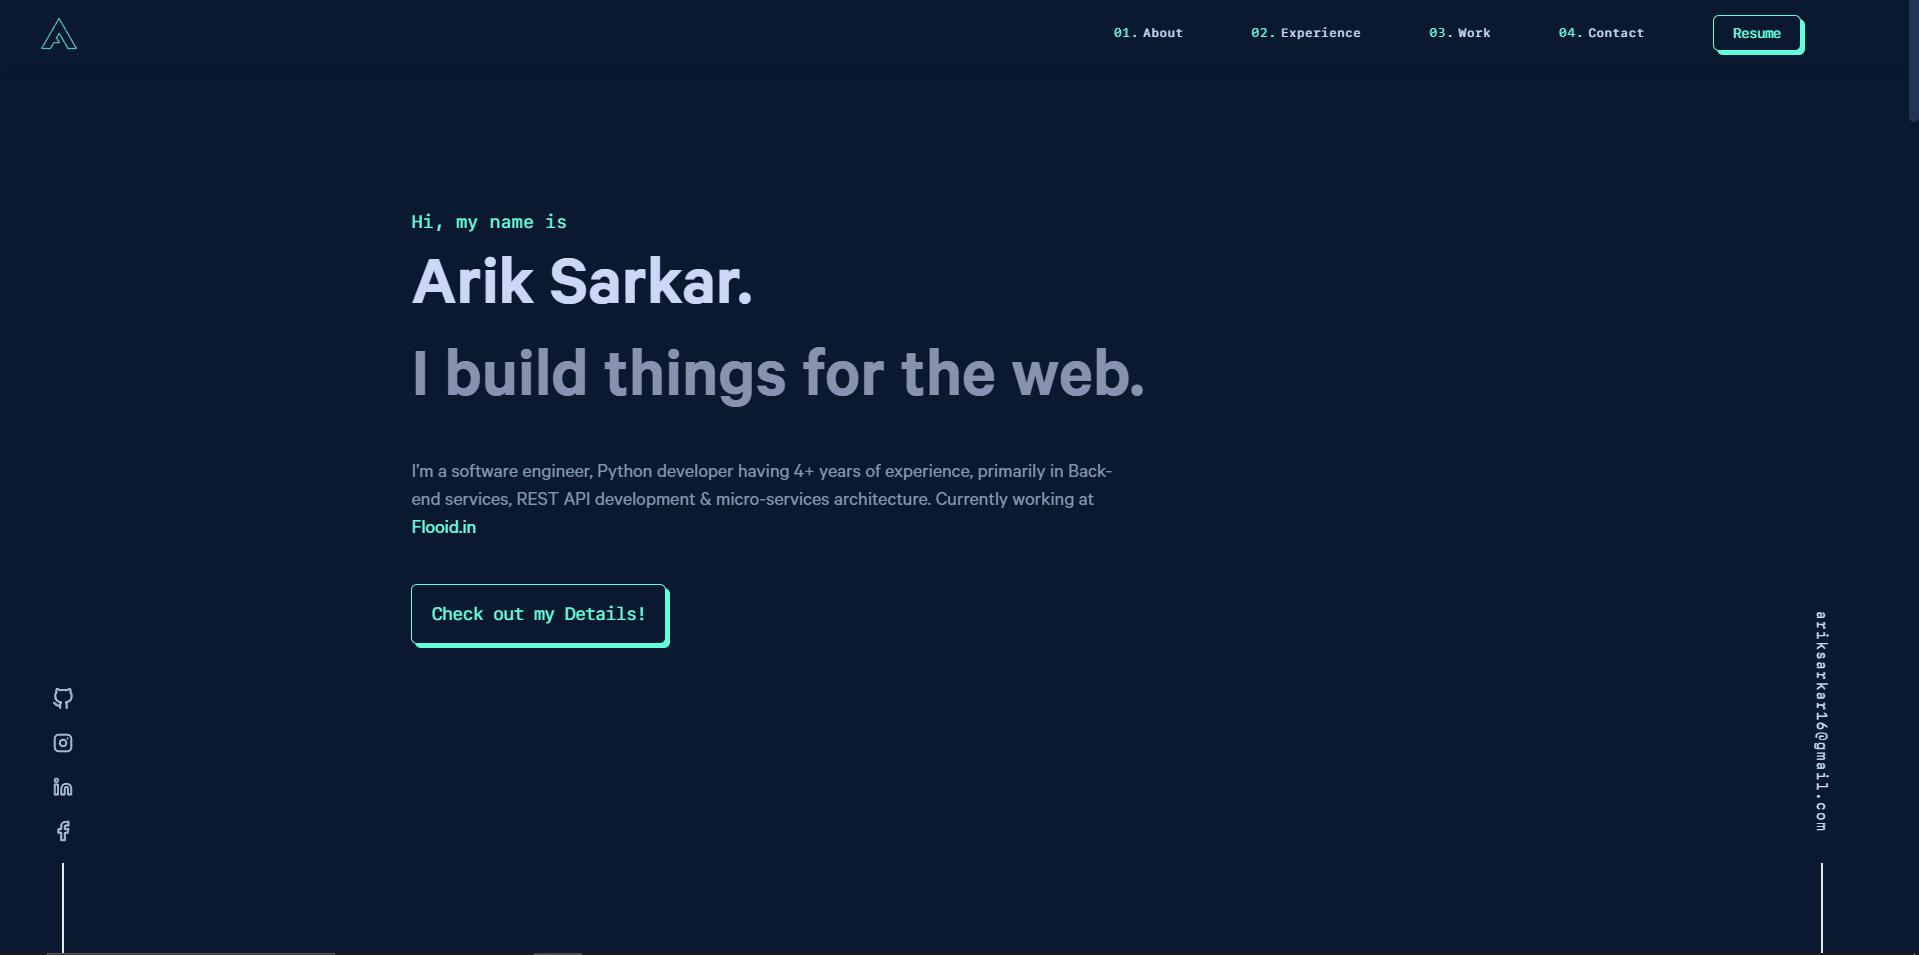 01. About 02. Experience 03. Work 04. Contact Resume
Hi, my name is
Arik Sarkar.
I build things for the web.
I’m a software engineer, Python developer having 4+ years of experience, primarily in Back-
end services, REST API development & micro-services architecture. Currently working at
Flooid.in
Check out my Details!
ariksarkar16@gmail.com